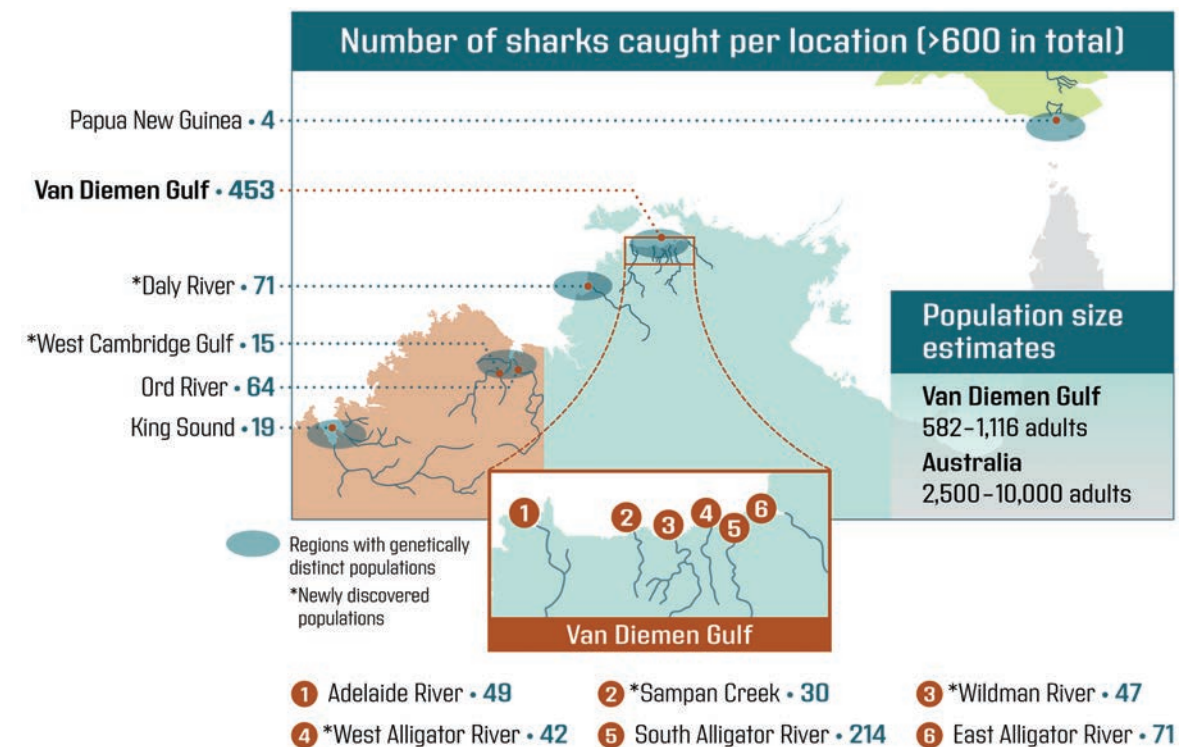 Number of sharks caught per location (>600 in total)
Papua New Guinea • 4
Van Diemen Gulf • 453
*Daly River • 71
*West Cambridge Gulf • 15
Ord River • 64
King Sound • 19
Population size
estimates
Van Diemen Gulf
582–1,116 adults
Australia
2,500–10,000 adults
Regions with genetically
distinct populations
*Newly discovered
populations
1
2
3
4
5
6
Van Diemen Gulf
1 Adelaide River • 49
2 *Sampan Creek • 30
3 *Wildman River • 47
4 *West Alligator River • 42
5 South Alligator River • 214
6 East Alligator River • 71